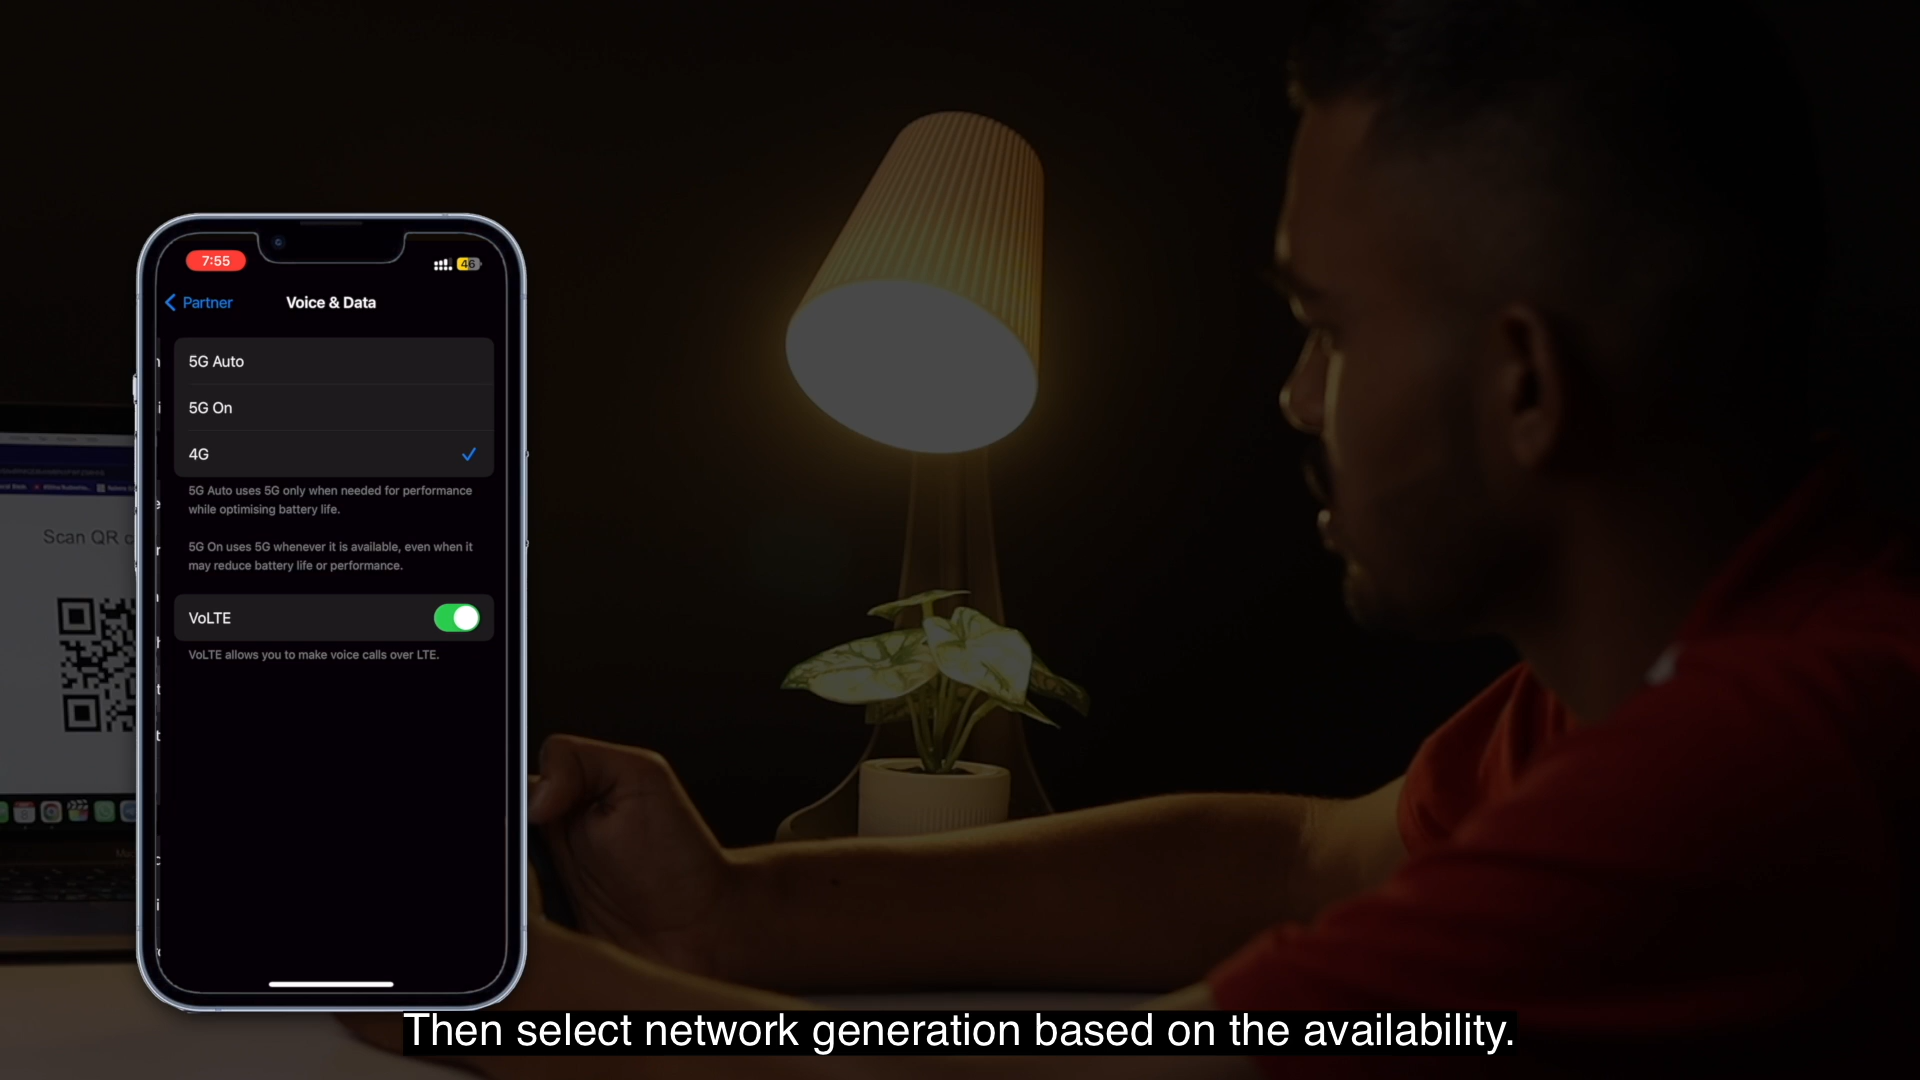 7:55
46
Partner
Voice & Data
5G Auto
5G On
4G
5G Auto uses 5G only when needed for performance
while optimising battery life.
5G On uses 5G whenever it is available, even when it
may reduce battery life or performance.
VoLTE
VoLTE allows you to make voice calls over LTE.
Scan QR
Then select network generation based on the availability.